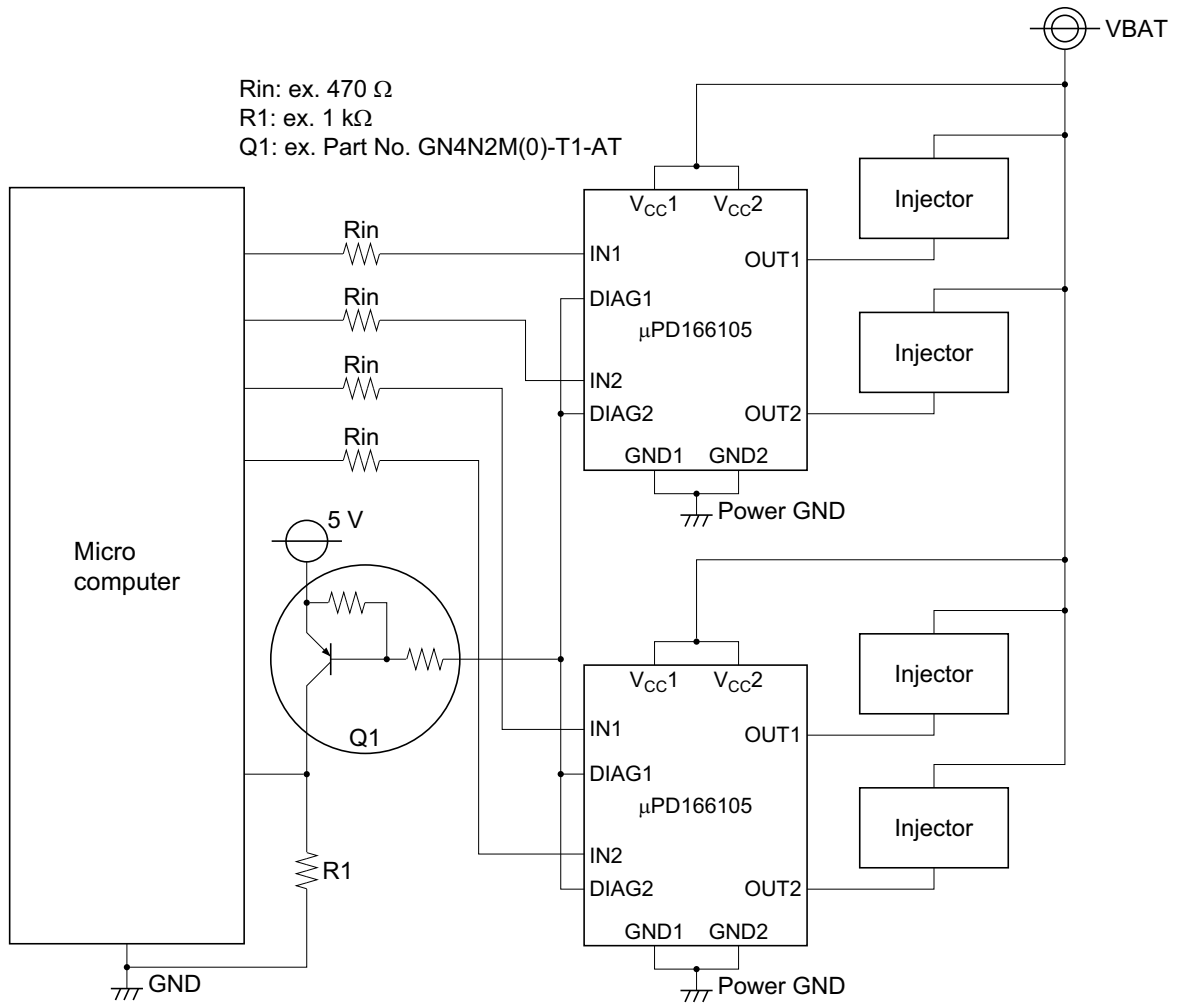 VBAT
Rin: ex. 470 Ω
R1: ex. 1 kΩ
Q1: ex. Part No. GN4N2M(0)-T1-AT
VCC1 VCC2
Injector
Rin
IN1
OUT1
Rin
DIAG1
μPD166105
Injector
Rin
IN2
DIAG2
OUT2
Rin
GND1 GND2
Power GND
5 V
Micro
computer
VCC1 VCC2
Injector
Q1
IN1
OUT1
DIAG1
μPD166105
Injector
R1
IN2
DIAG2
OUT2
GND1 GND2
GND
Power GND